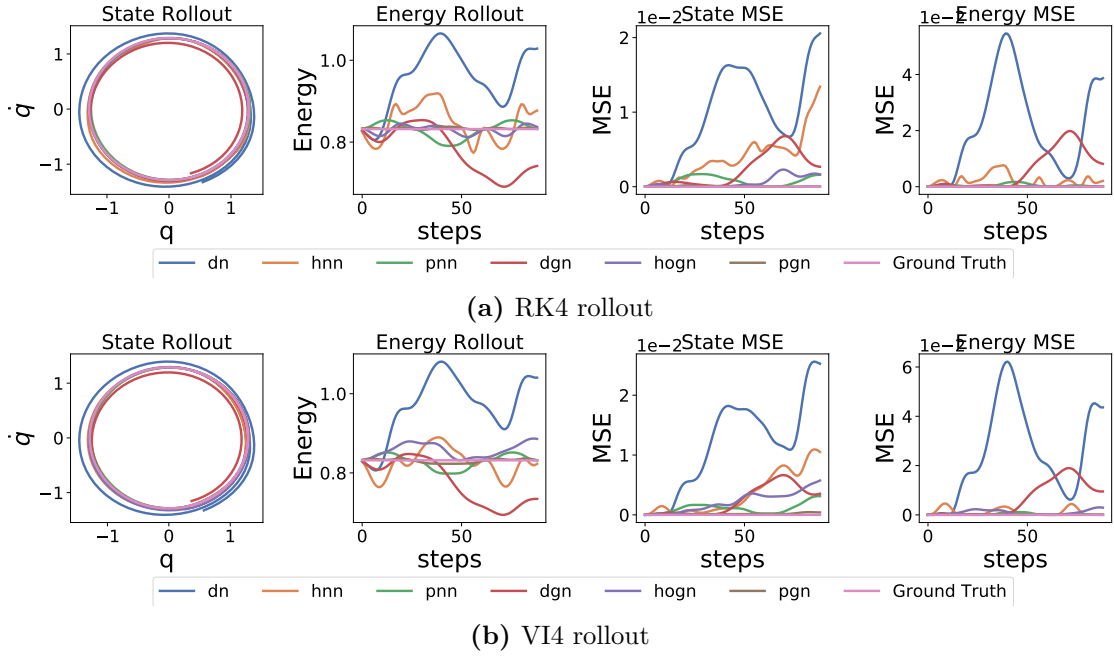 State Rollout
Energy Rollout
1e−2
State MSE
1e−2
Energy MSE
q̇
1
0
−1
−1
0
1
q
Energy
1.0
0.8
50
steps
MSE
2
1
0
0
50
steps
MSE
4
2
0
0
50
steps
dn hnn pnn dgn hogn pgn Ground Truth
(a) RK4 rollout
State Rollout
Energy Rollout
1e−2
State MSE
1e−2
Energy MSE
q̇
1
0
−1
−1
0
1
q
Energy
1.0
0.8
50
steps
MSE
2
1
0
0
50
steps
MSE
6
4
2
0
0
50
steps
dn hnn pnn dgn hogn pgn Ground Truth
(b) VI4 rollout